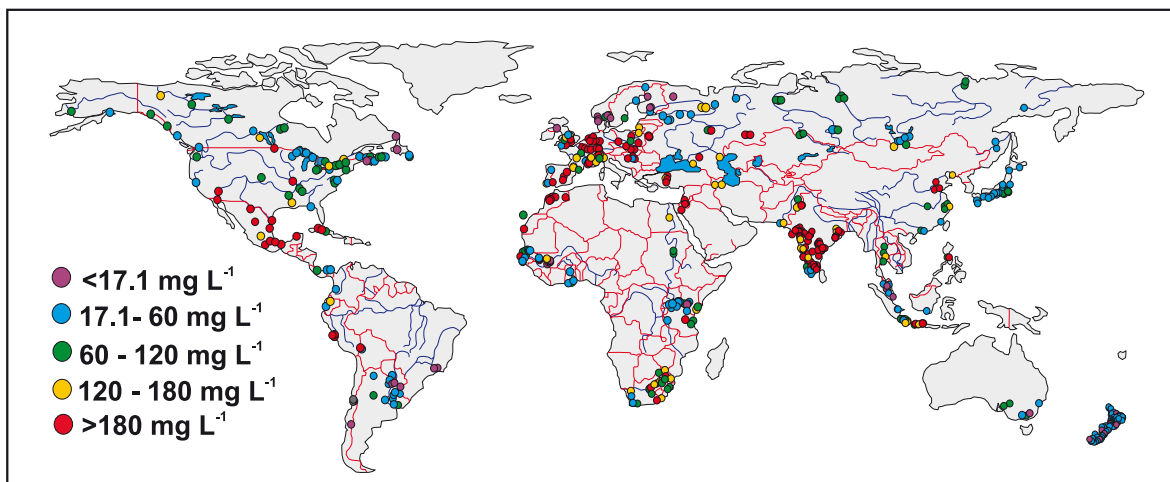 <17.1 mg L⁻¹
17.1- 60 mg L⁻¹
60 - 120 mg L⁻¹
120 - 180 mg L⁻¹
>180 mg L⁻¹